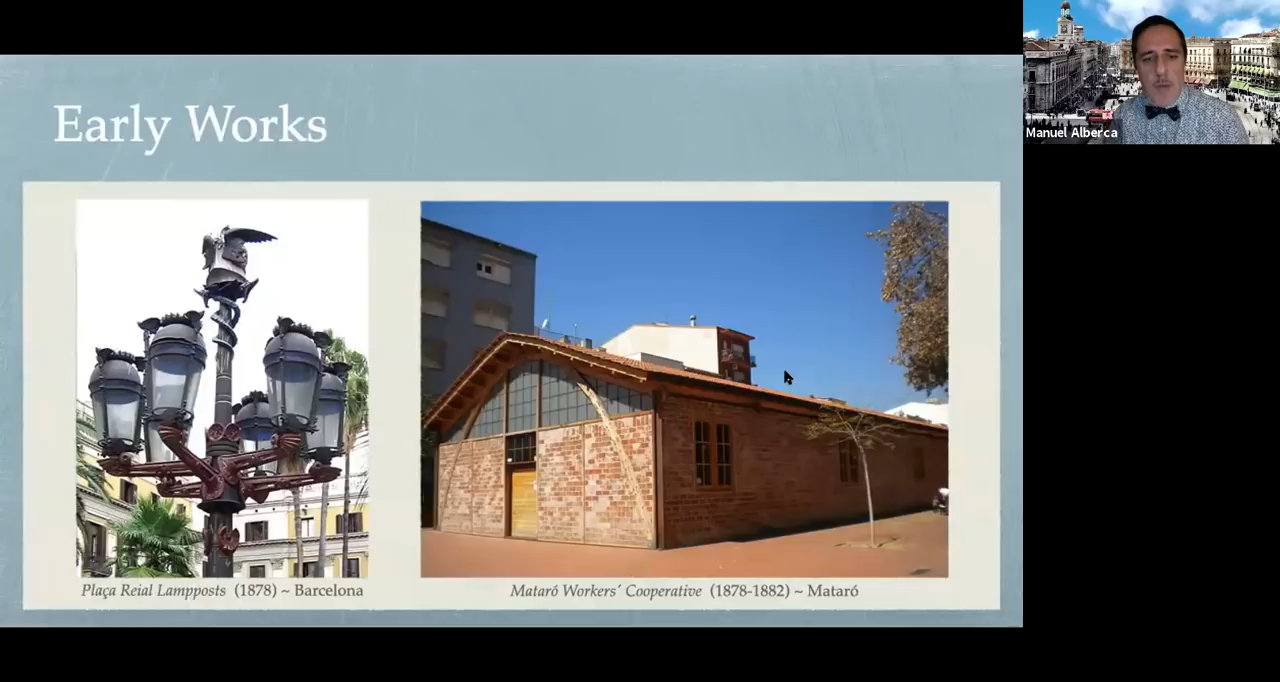 Early Works
Manuel Alberca
Plaça Reial Lampposts (1878) ~ Barcelona
Mataró Workers´ Cooperative (1878-1882) ~ Mataró